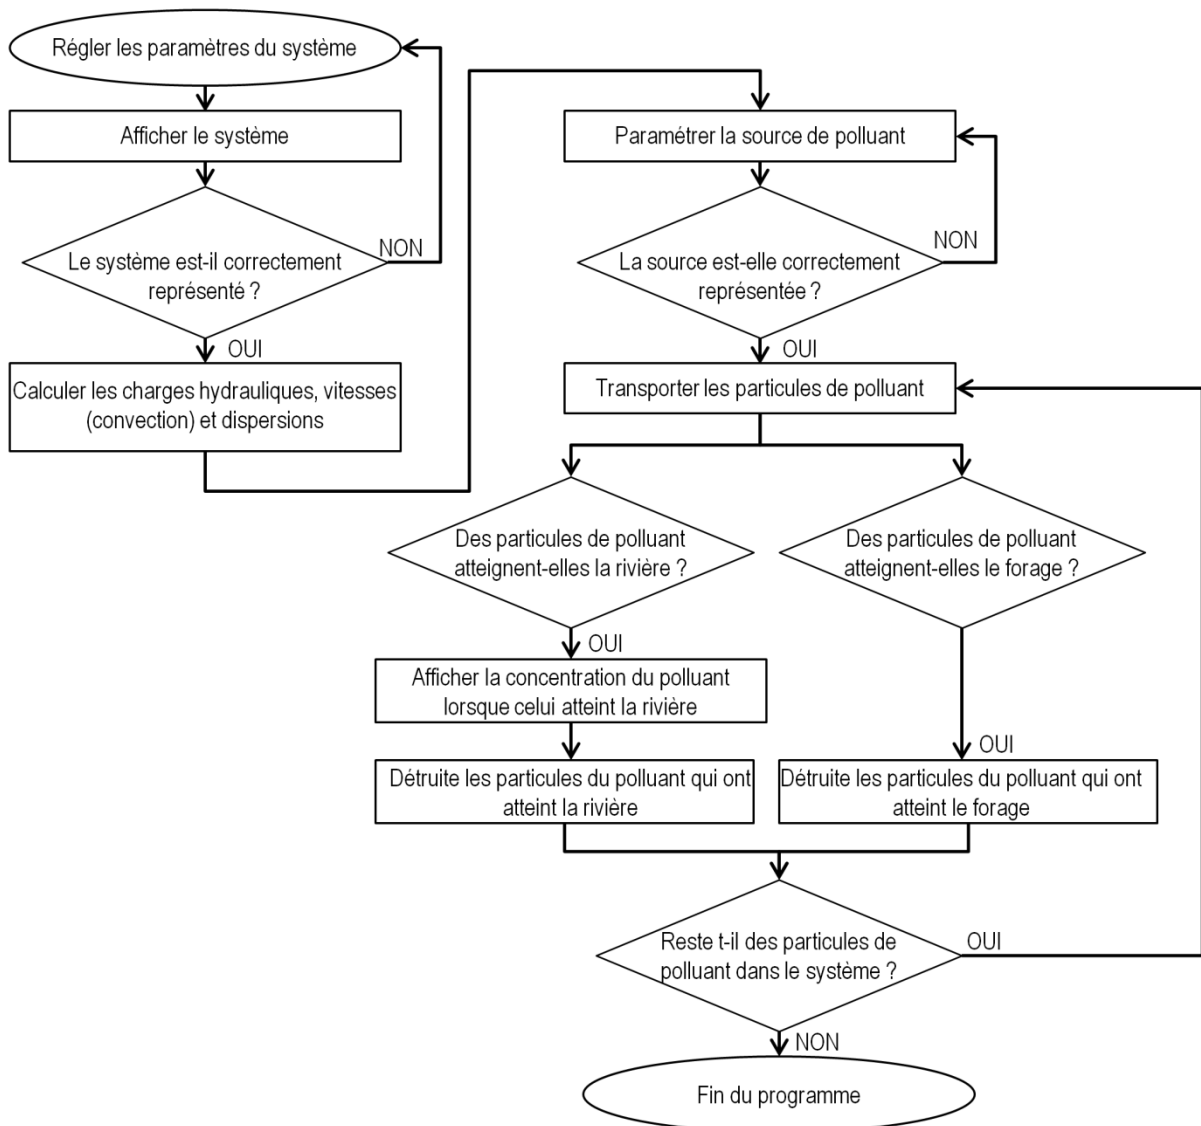 Régler les paramètres du système
Afficher le système
Le système est-il correctement
représenté ?
NON
OUI
Calculer les charges hydrauliques, vitesses
(convection) et dispersions
Paramétrer la source de polluant
La source est-elle correctement
représentée ?
NON
OUI
Transporter les particules de polluant
Des particules de polluant
atteignent-elles la rivière ?
OUI
Afficher la concentration du polluant
lorsque celui atteint la rivière
Détruite les particules du polluant qui ont
atteint la rivière
Des particules de polluant
atteignent-elles le forage ?
OUI
Détruite les particules du polluant qui ont
atteint le forage
Reste t-il des particules de
polluant dans le système ?
OUI
NON
Fin du programme